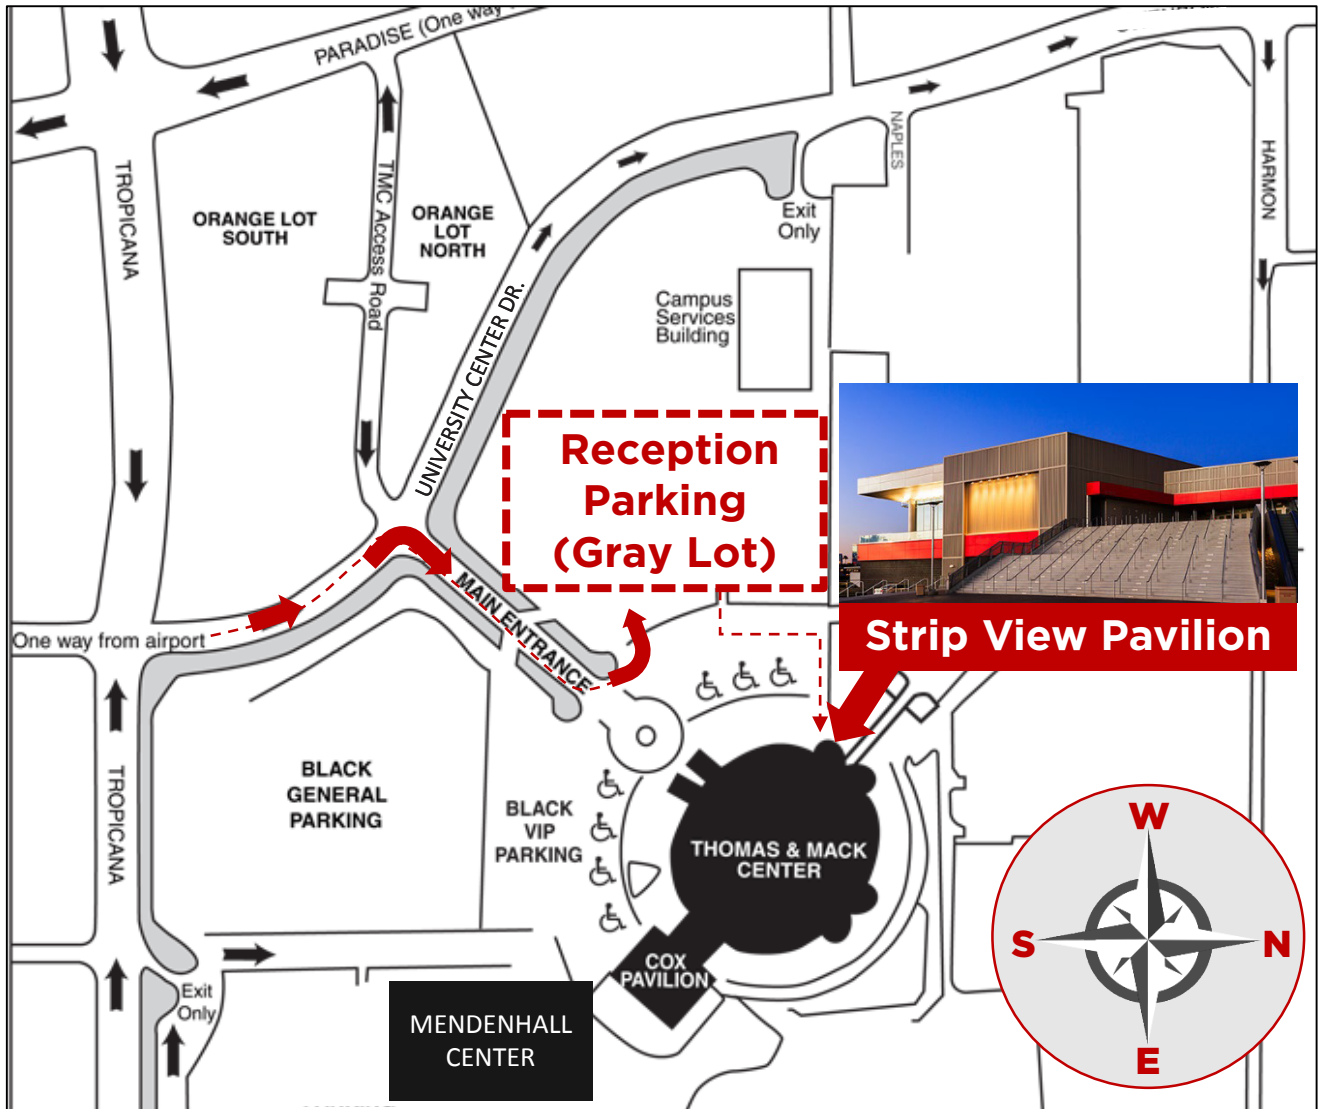 PARADISE (One way
TROPICANA
ORANGE LOT
SOUTH
TMC Access Road
ORANGE
LOT
NORTH
UNIVERSITY CENTER DR.
NAPLES
HARMON
Exit
Only
Campus
Services
Building
Reception
Parking
(Gray Lot)
Strip View Pavilion
One way from airport
MAIN ENTRANCE
TROPICANA
BLACK
GENERAL
PARKING
BLACK
VIP
PARKING
THOMAS & MACK
CENTER
COX
PAVILION
Exit
Only
MENDENHALL
CENTER
W
S
N
E